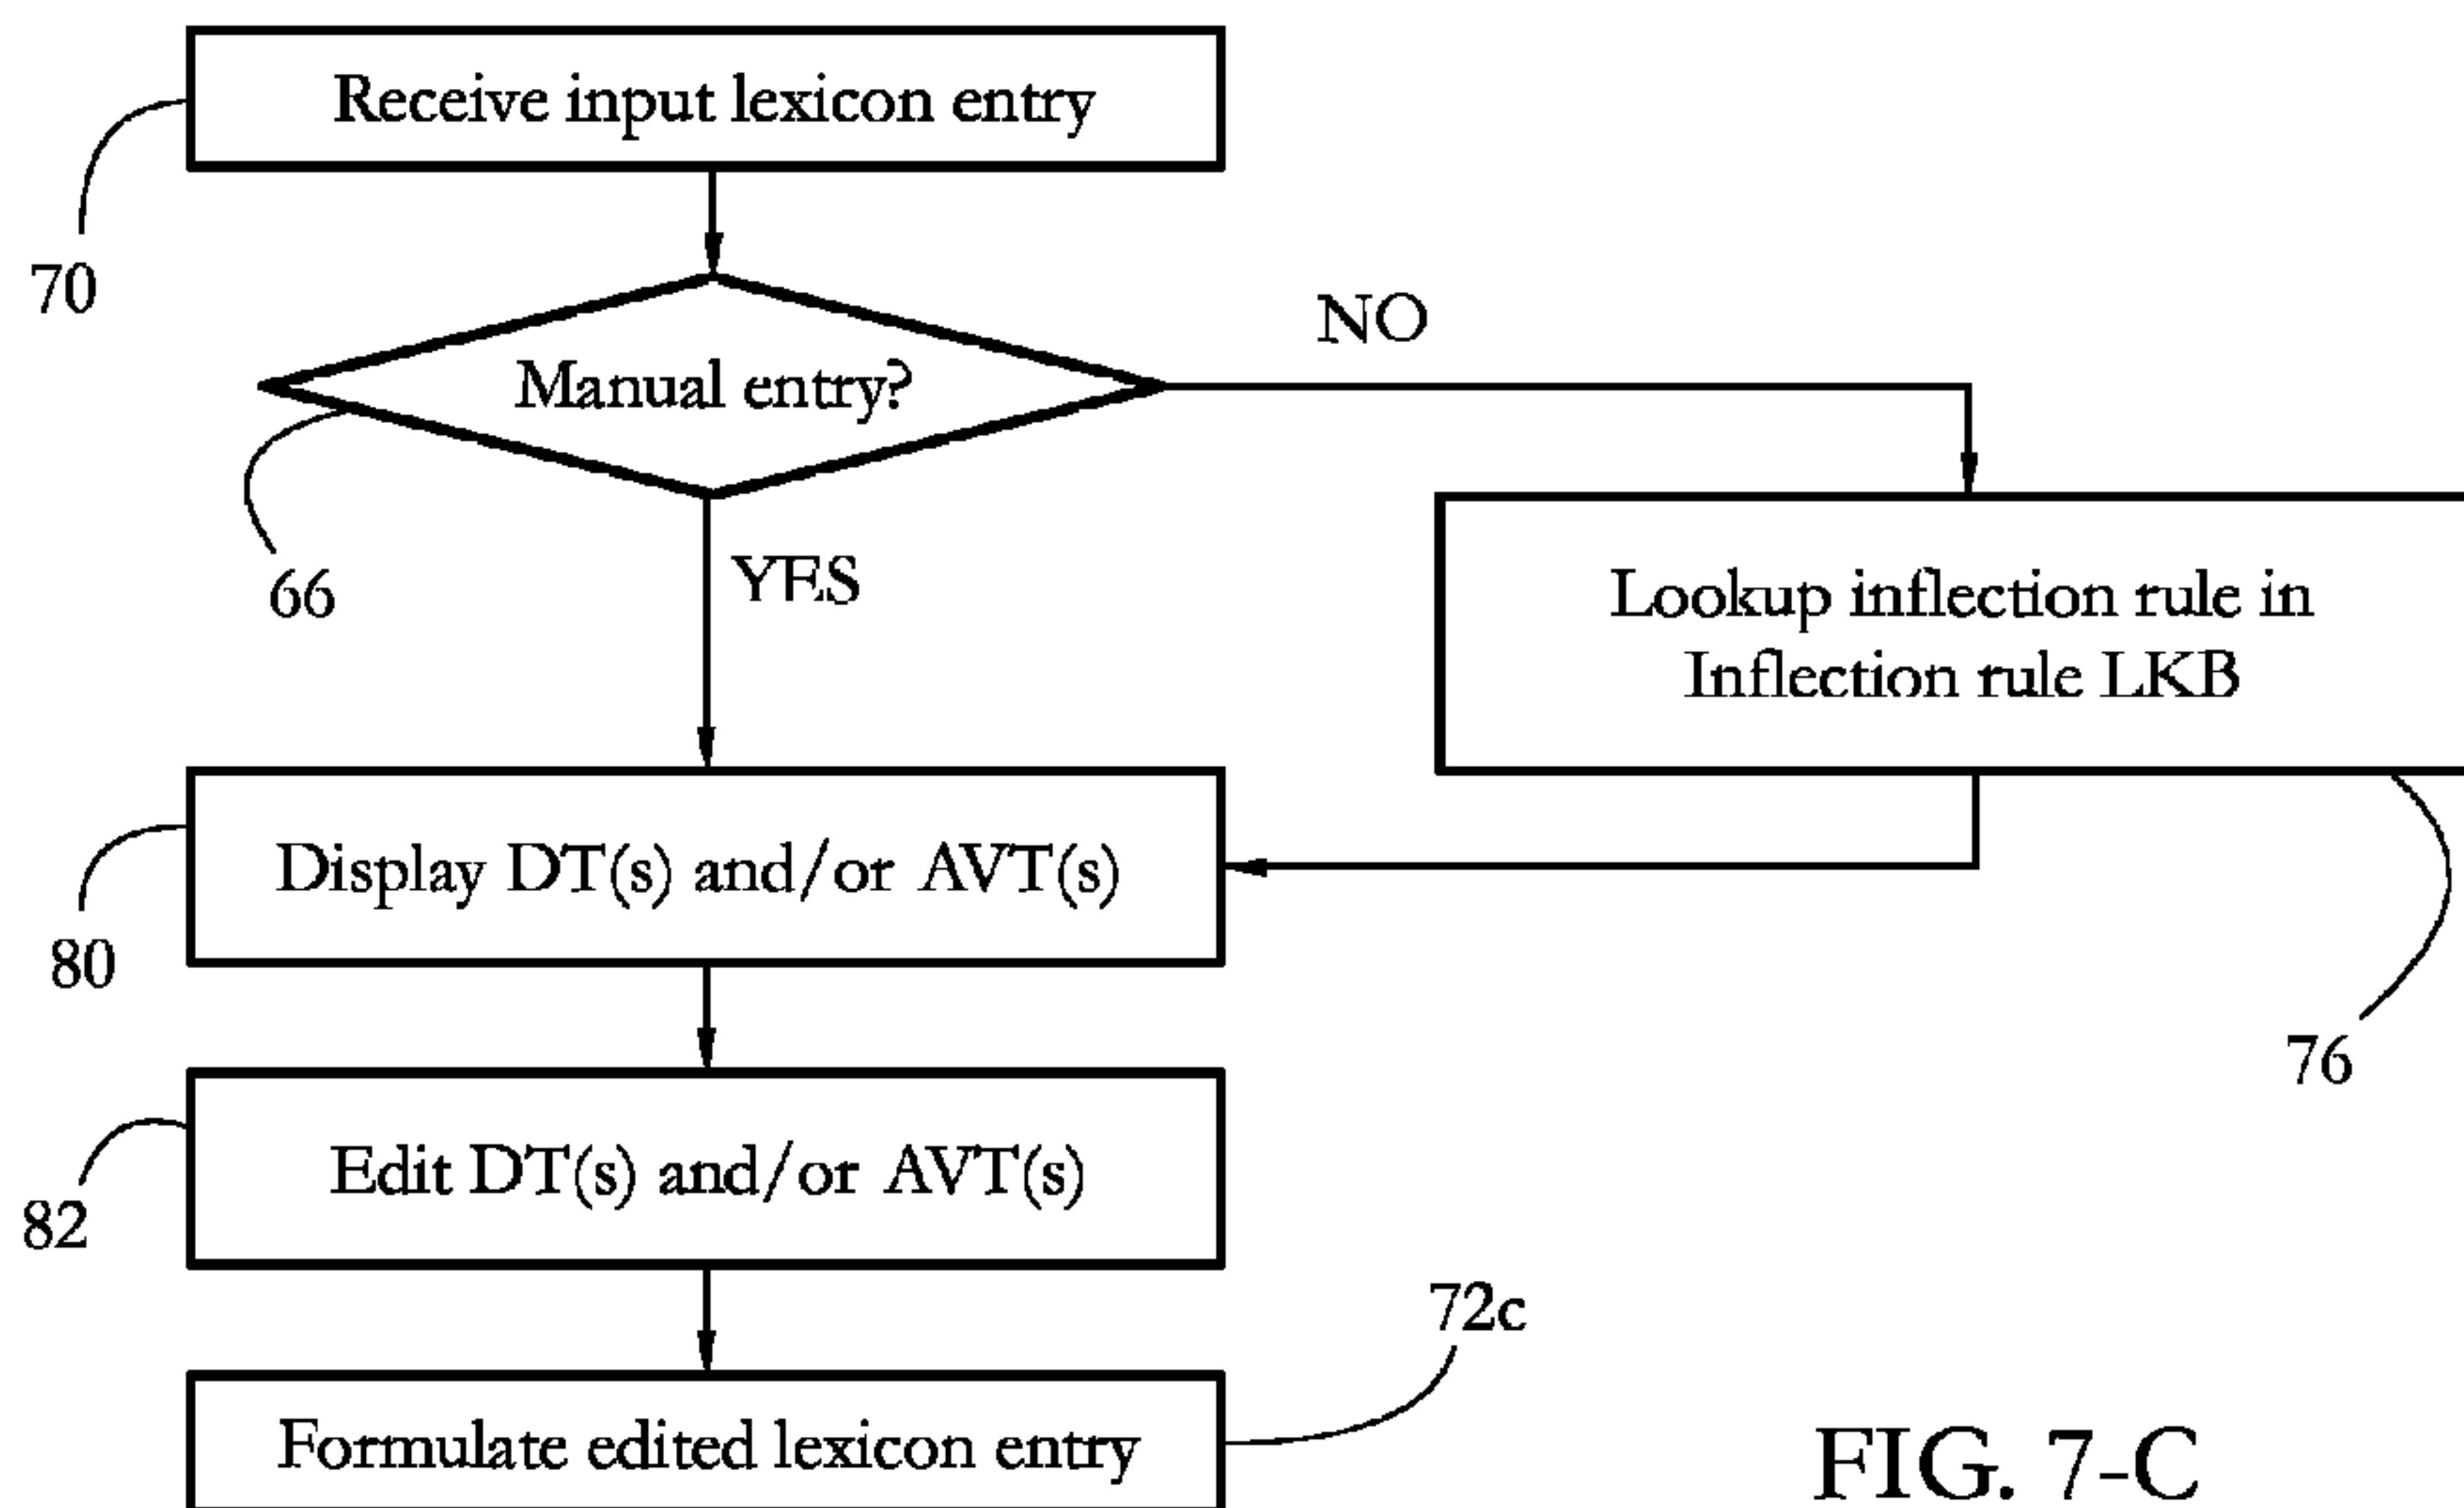 Receive input lexicon entry
70
NO
Manual entry?
66
YES
Lookup inflection rule in
Inflection rule LKB
Display DT(s) and/or AVT(s)
80
76
Edit DT(s) and/or AVT(s)
82
72c
Formulate edited lexicon entry
FIG. 7-C